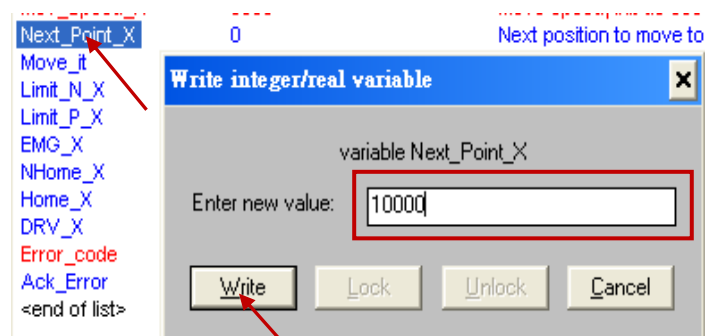 Next_Point_X 0 Next position to move to
Move_it
Limit_N_X
Limit_P_X
EMG_X
NHome_X
Home_X
DRV_X
Error_code
Ack_Error
<end of list>
Write integer/real variable
variable Next_Point_X
Enter new value: 10000
Write Lock Unlock Cancel